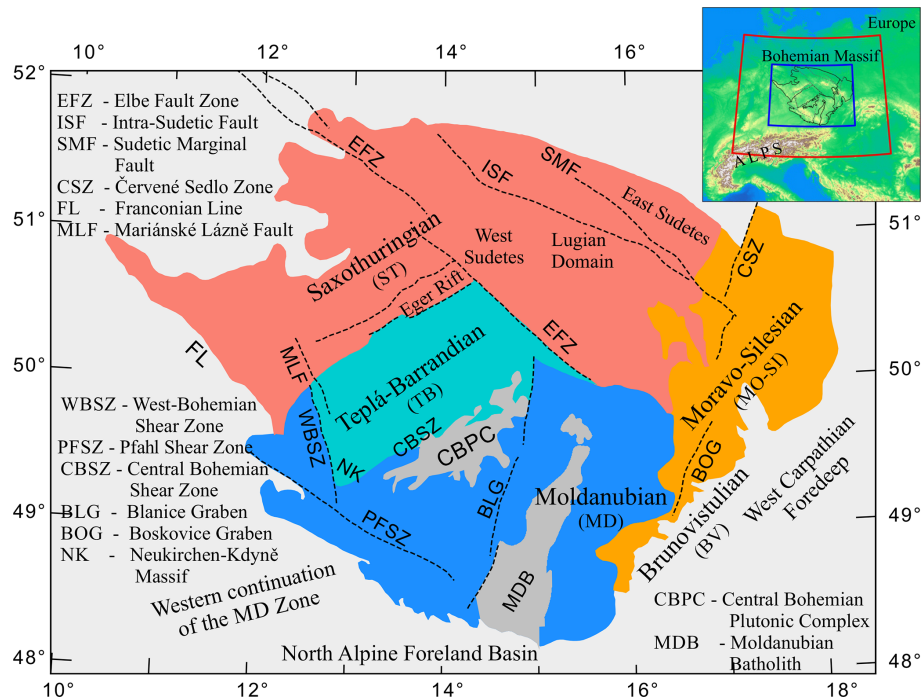 10°
12°
14°
16°
Europe
Bohemian Massif
ALPS
52°
51°
50°
49°
48°
EFZ - Elbe Fault Zone
ISF - Intra-Sudetic Fault
SMF - Sudetic Marginal
Fault
CSZ - Červené Sedlo Zone
FL - Franconian Line
MLF - Mariánské Lázně Fault
EFZ
ISF
SMF
East Sudetes
CSZ
West
Sudetes
Lugian
Domain
Saxothuringian
(ST)
Eger Rift
FL
MLF
EFZ
Teplá-Barrandian
(TB)
Moravo-Silesian
(MO-SI)
WBSZ - West-Bohemian
Shear Zone
PFSZ - Pfahl Shear Zone
CBSZ - Central Bohemian
Shear Zone
BLG - Blanice Graben
BOG - Boskovice Graben
NK - Neukirchen-Kdyně
Massif
WBSZ
NK
CBSZ
CBPC
BLG
BOG
Moldanubian
(MD)
Brunovistulian
(BV)
West Carpathian
Foredeep
PFSZ
MDB
Western continuation
of the MD Zone
North Alpine Foreland Basin
CBPC - Central Bohemian
Plutonic Complex
MDB - Moldanubian
Batholith
51°
50°
49°
48°
10°
12°
14°
16°
18°